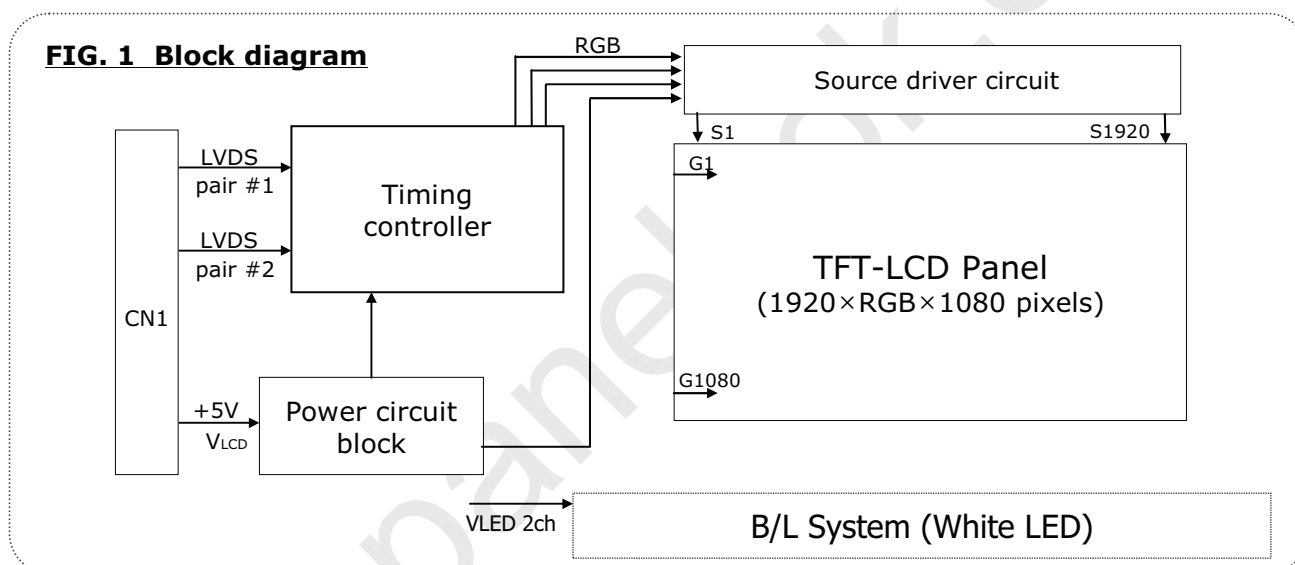 FIG. 1 Block diagram
RGB
Source driver circuit
S1
S1920
CN1
LVDS
pair #1
LVDS
pair #2
Timing
controller
G1
TFT-LCD Panel
(1920×RGB×1080 pixels)
G1080
+5V
VLCD
Power circuit
block
VLED 2ch
B/L System (White LED)